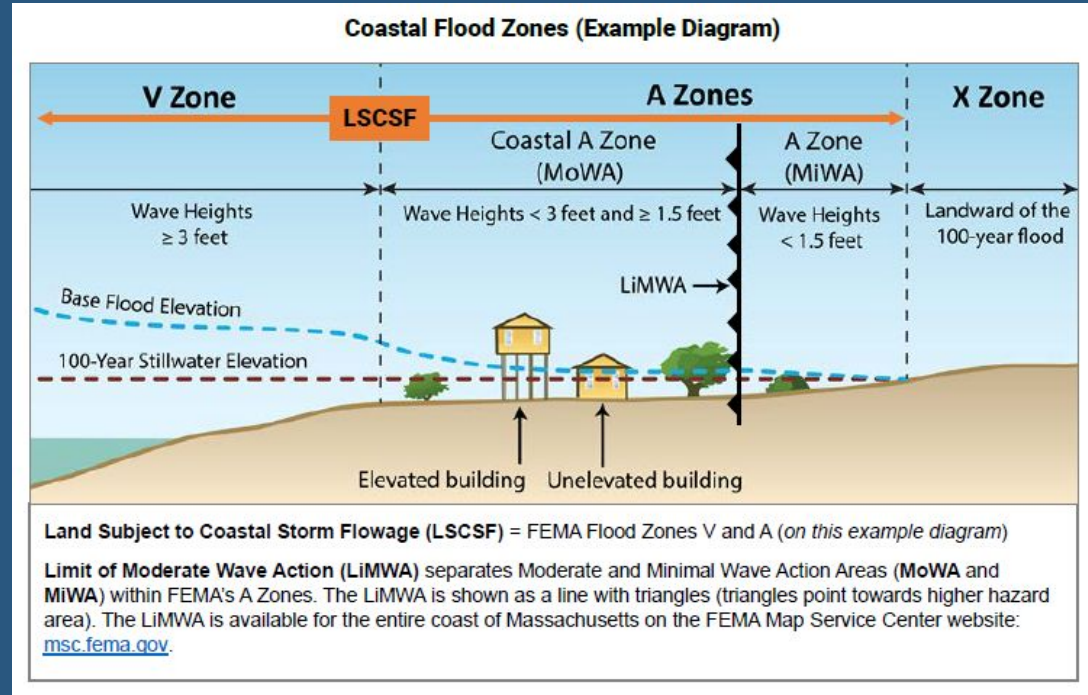 Coastal Flood Zones (Example Diagram)
V Zone
A Zones
X Zone
LSCSF
Coastal A Zone
(MoWA)
A Zone
(MiWA)
Wave Heights
≥ 3 feet
Wave Heights < 3 feet and ≥ 1.5 feet
Wave Heights
< 1.5 feet
Landward of the
100-year flood
LiMWA
Base Flood Elevation
100-Year Stillwater Elevation
Elevated building
Unelevated building
Land Subject to Coastal Storm Flowage (LSCSF) = FEMA Flood Zones V and A (on this example diagram)
Limit of Moderate Wave Action (LiMWA) separates Moderate and Minimal Wave Action Areas (MoWA and
MiWA) within FEMA's A Zones. The LiMWA is shown as a line with triangles (triangles point towards higher hazard
area). The LiMWA is available for the entire coast of Massachusetts on the FEMA Map Service Center website:
msc.fema.gov.